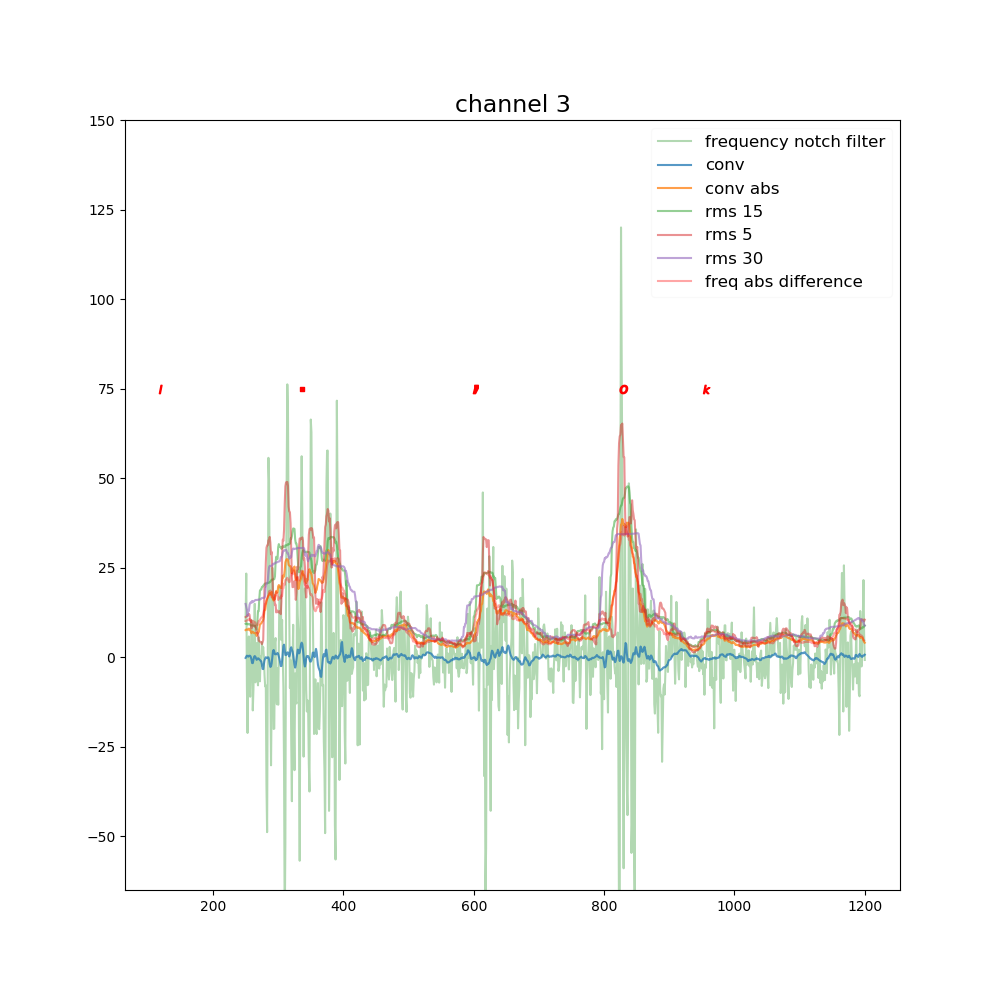 channel 3
150
125
100
75
50
25
0
−25
−50
frequency notch filter
conv
conv abs
rms 15
rms 5
rms 30
freq abs difference
l . o k
200 400 600 800 1000 1200